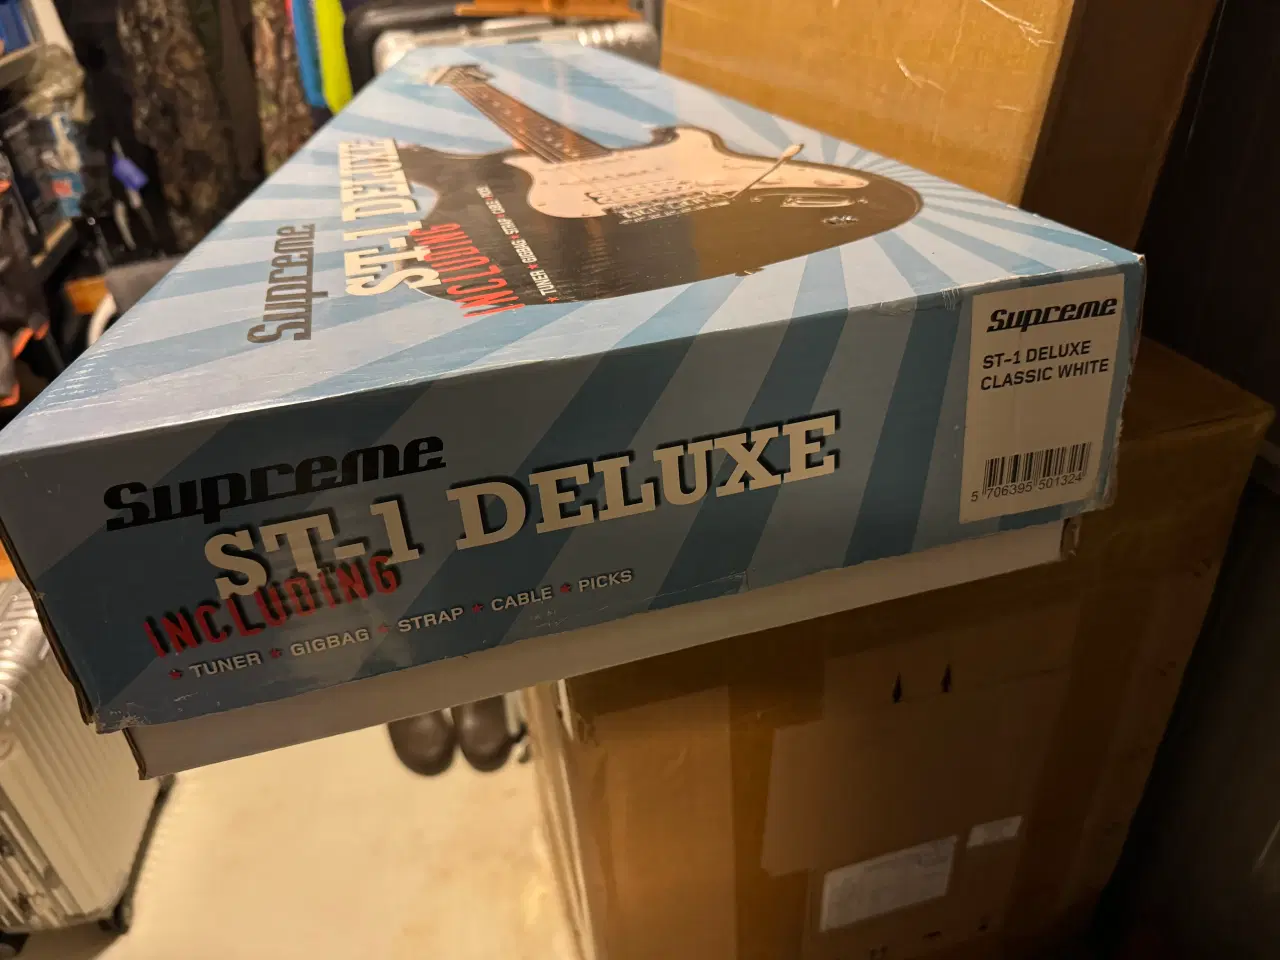 Supreme
ST-1 DELUXE
INCLUDING
★ TUNER ★ GIGBAG ★ STRAP ★ CABLE ★ PICKS
Supreme
ST-1 DELUXE
INCLUDING
★ TUNER ★ GIGBAG ★ STRAP ★ CABLE ★ PICKS
Supreme
ST-1 DELUXE
CLASSIC WHITE
5 706395 501324